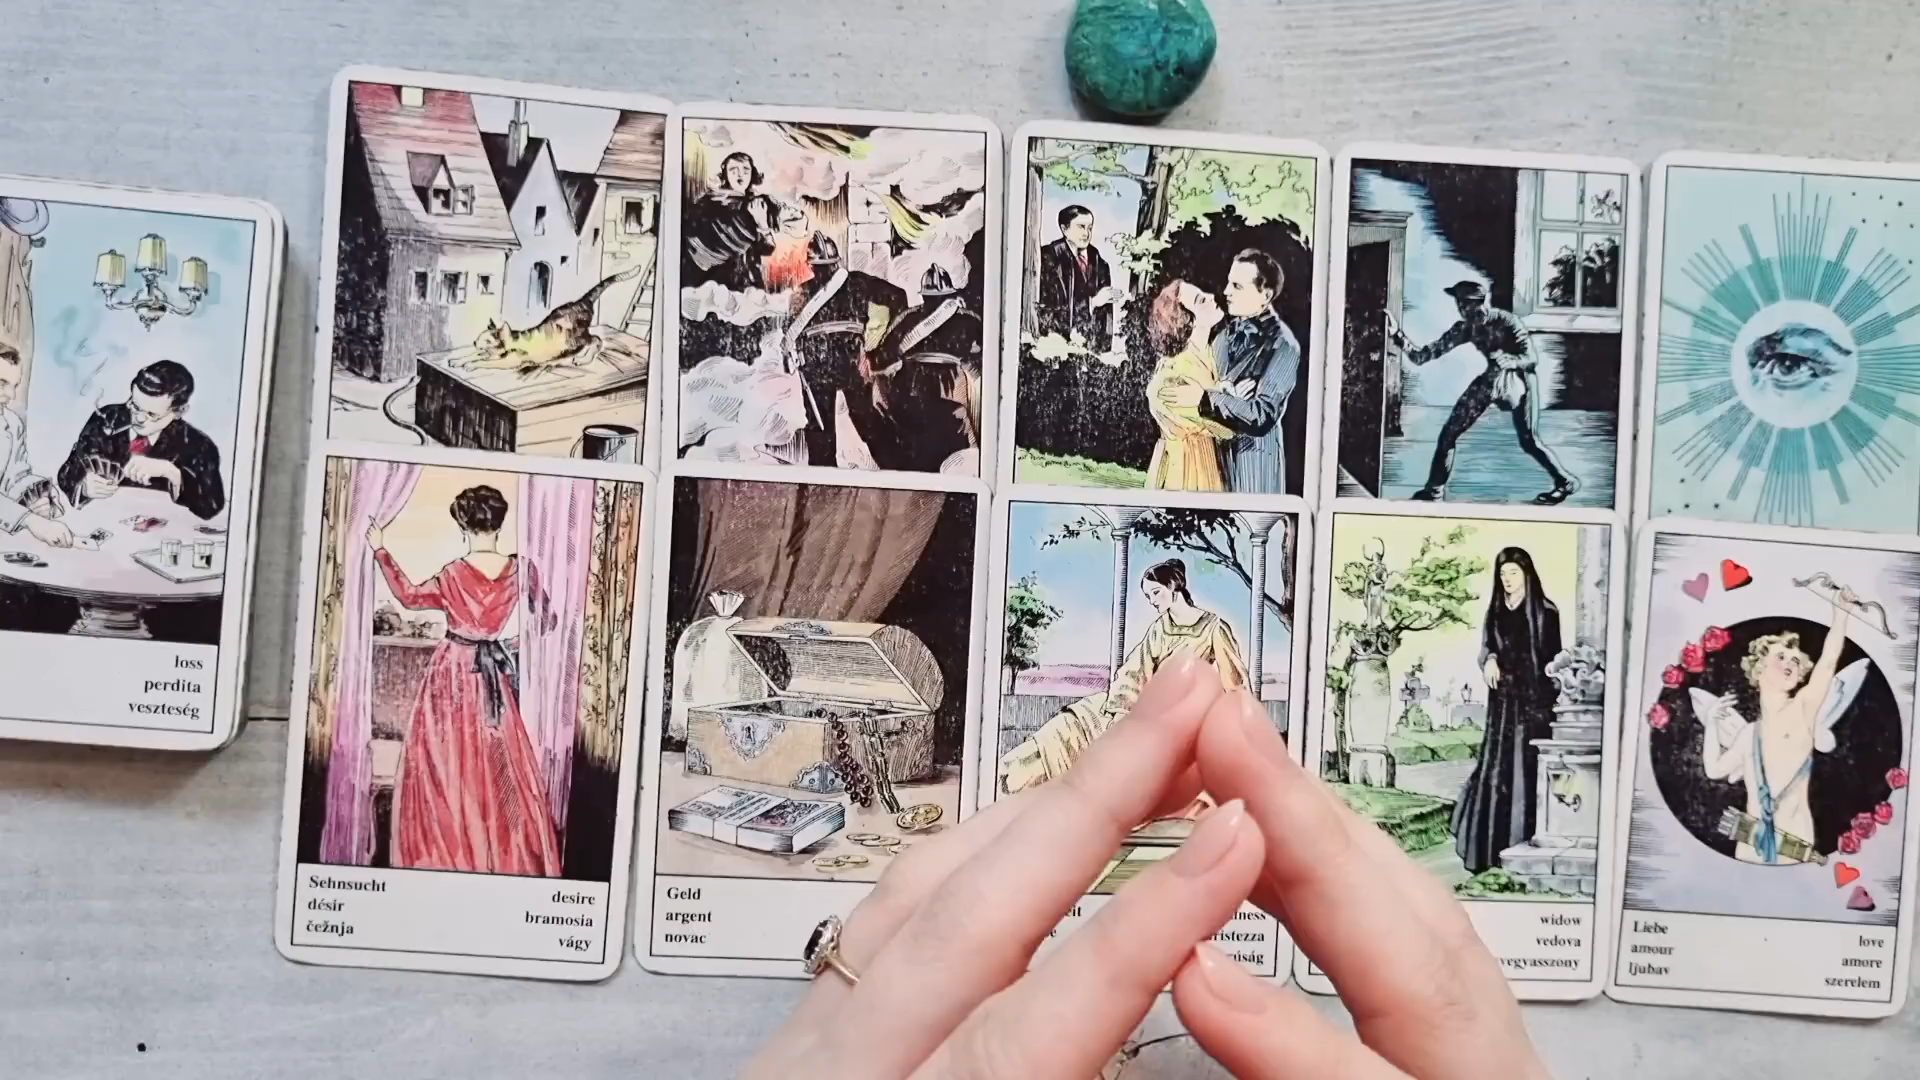 loss
perdita
veszteség
Sehnsucht
désir
čežnja
desire
bramosia
vágy
Geld
argent
novac
widow
vedova
Liebe
amour
ljubav
love
amore
szerelem